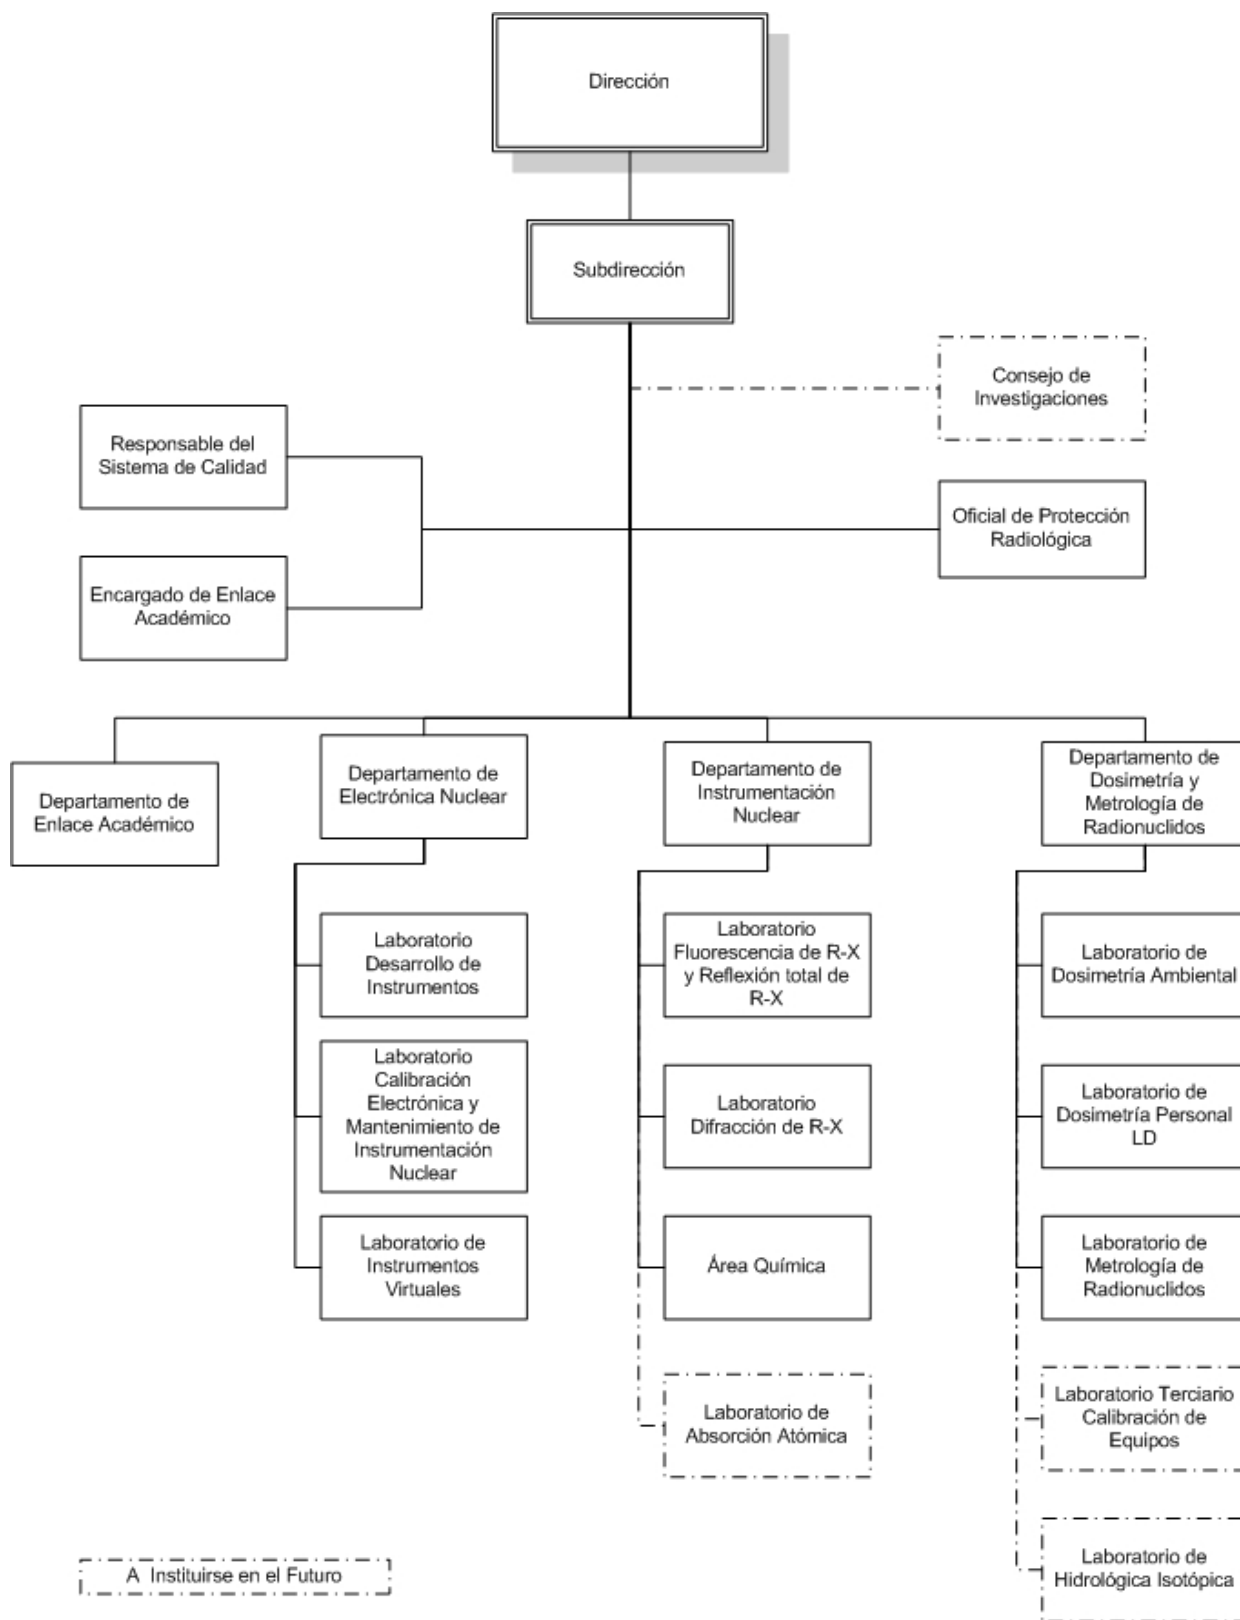 Dirección
Subdirección
Consejo de
Investigaciones
Responsable del
Sistema de Calidad
Oficial de Protección
Radiológica
Encargado de Enlace
Académico
Departamento de
Enlace Académico
Departamento de
Electrónica Nuclear
Departamento de
Instrumentación
Nuclear
Departamento de
Dosimetría y
Metrología de
Radionuclidos
Laboratorio
Desarrollo de
Instrumentos
Laboratorio
Calibración
Electrónica y
Mantenimiento de
Instrumentación
Nuclear
Laboratorio de
Instrumentos
Virtuales
Laboratorio
Fluorescencia de R-X
y Reflexión total de
R-X
Laboratorio
Difracción de R-X
Área Química
Laboratorio de
Absorción Atómica
Laboratorio de
Dosimetría Ambiental
Laboratorio de
Dosimetría Personal
LD
Laboratorio de
Metrología de
Radionuclidos
Laboratorio Terciario
Calibración de
Equipos
Laboratorio de
Hidrológica Isotópica
A Instituirse en el Futuro